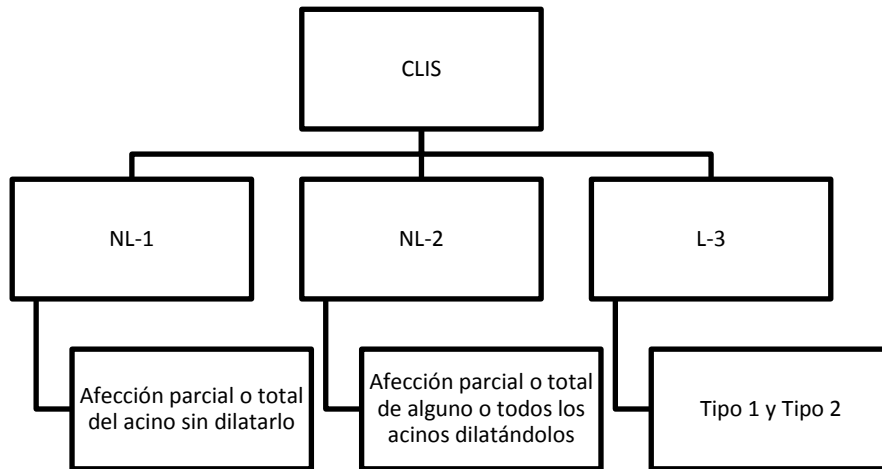 CLIS
NL-1
NL-2
L-3
Afección parcial o total
del acino sin dilatarlo
Afección parcial o total
de alguno o todos los
acinos dilatándolos
Tipo 1 y Tipo 2